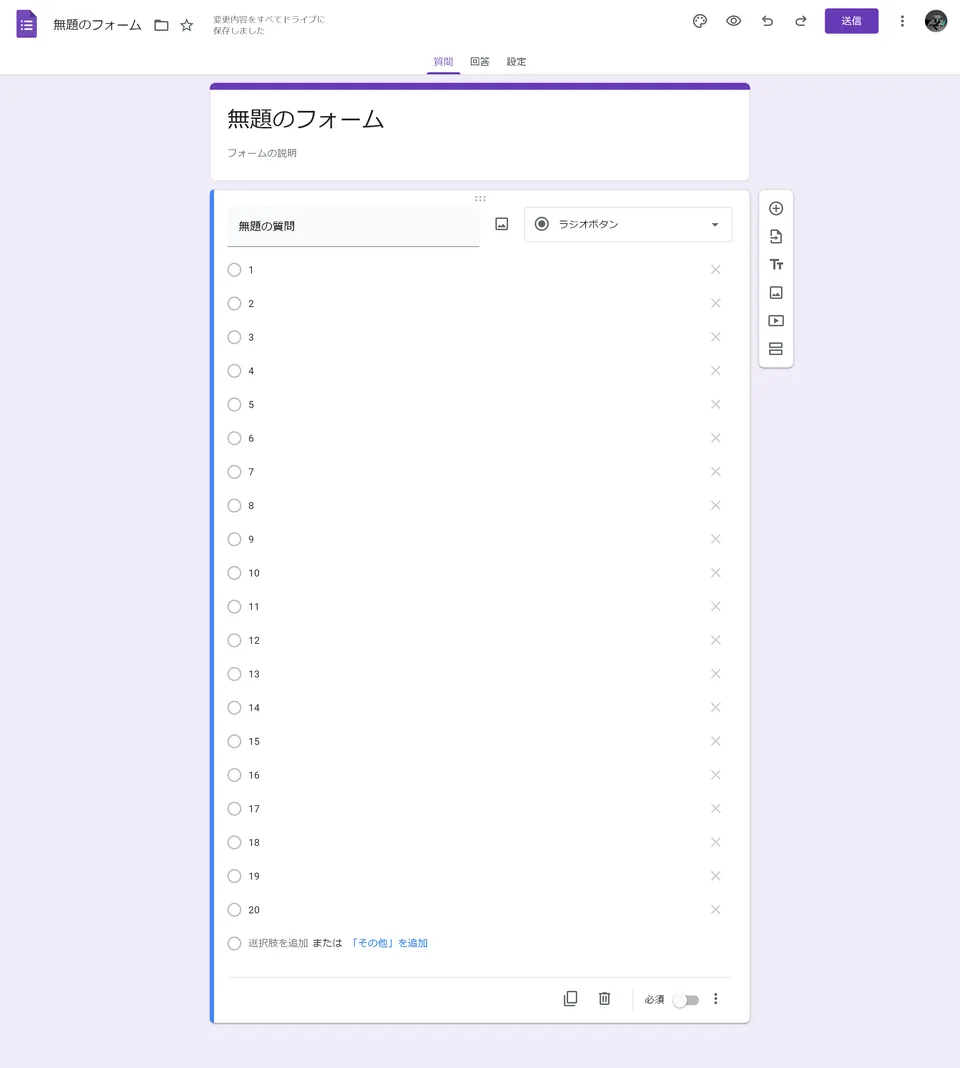 無題のフォーム
変更内容をすべてドライブに
保存しました
送信
質問 回答 設定
無題のフォーム
フォームの説明
無題の質問
ラジオボタン
1
2
3
4
5
6
7
8
9
10
11
12
13
14
15
16
17
18
19
20
選択肢を追加 または 「その他」を追加
必須